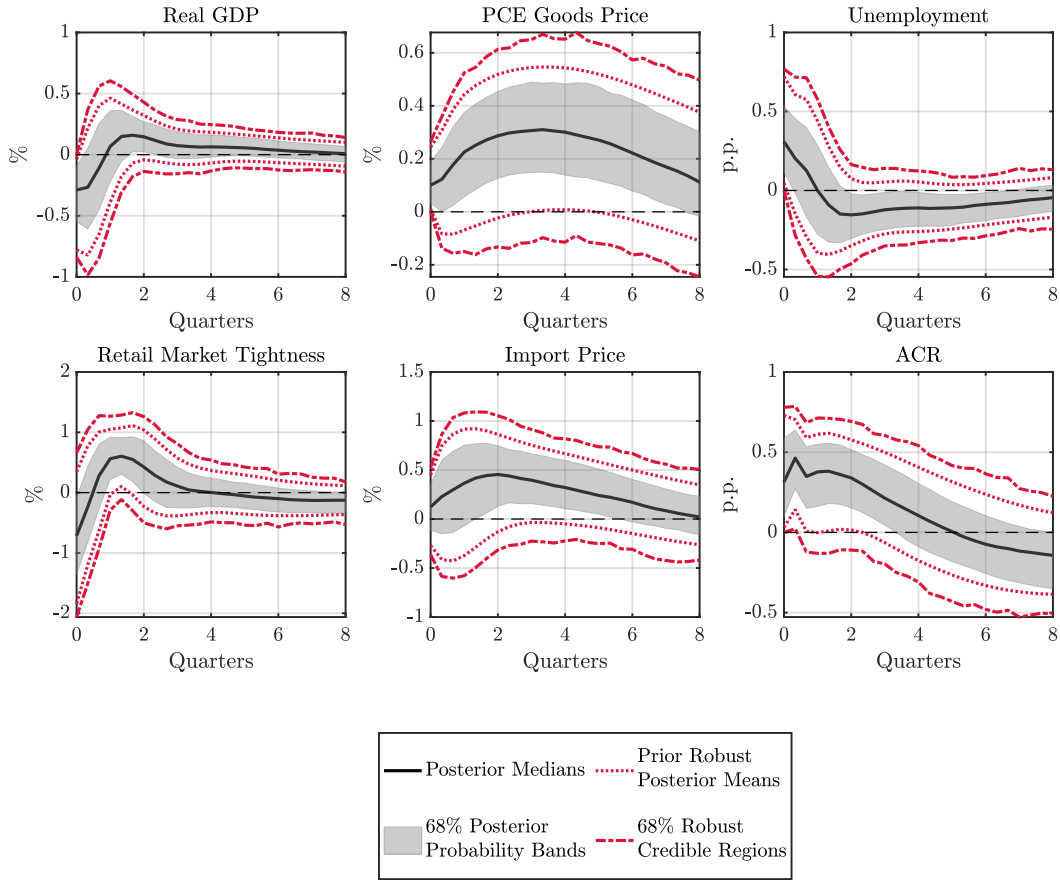 Real GDP
PCE Goods Price
Unemployment
1
0.5
0
-0.5
-1
%
0 2 4 6 8
Quarters
0.6
0.4
0.2
0
-0.2
%
0 2 4 6 8
Quarters
1
0.5
0
-0.5
p.p.
0 2 4 6 8
Quarters
Retail Market Tightness
Import Price
ACR
2
1
0
-1
-2
%
0 2 4 6 8
Quarters
1.5
1
0.5
0
-0.5
-1
%
0 2 4 6 8
Quarters
1
0.5
0
-0.5
p.p.
0 2 4 6 8
Quarters
Posterior Medians
Prior Robust
Posterior Means
68% Posterior
Probability Bands
68% Robust
Credible Regions